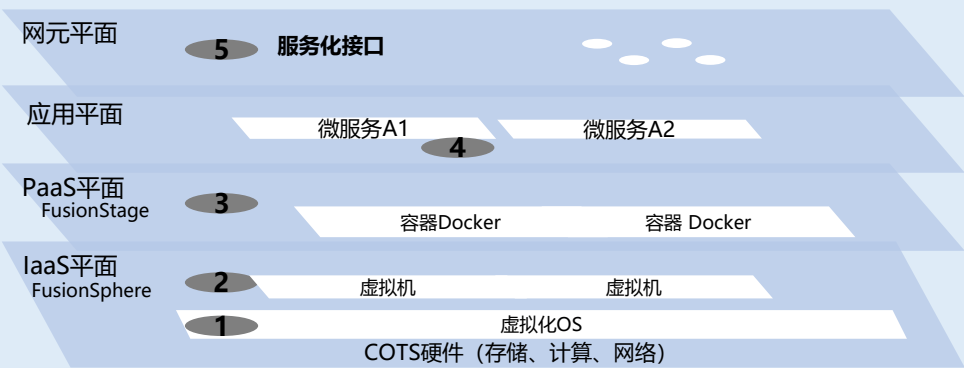 网元平面
5 服务化接口
应用平面
微服务A1 微服务A2
4
PaaS平面
FusionStage
3
容器Docker 容器 Docker
IaaS平面
FusionSphere
2 虚拟机 虚拟机
1 虚拟化OS
COTS硬件（存储、计算、网络）